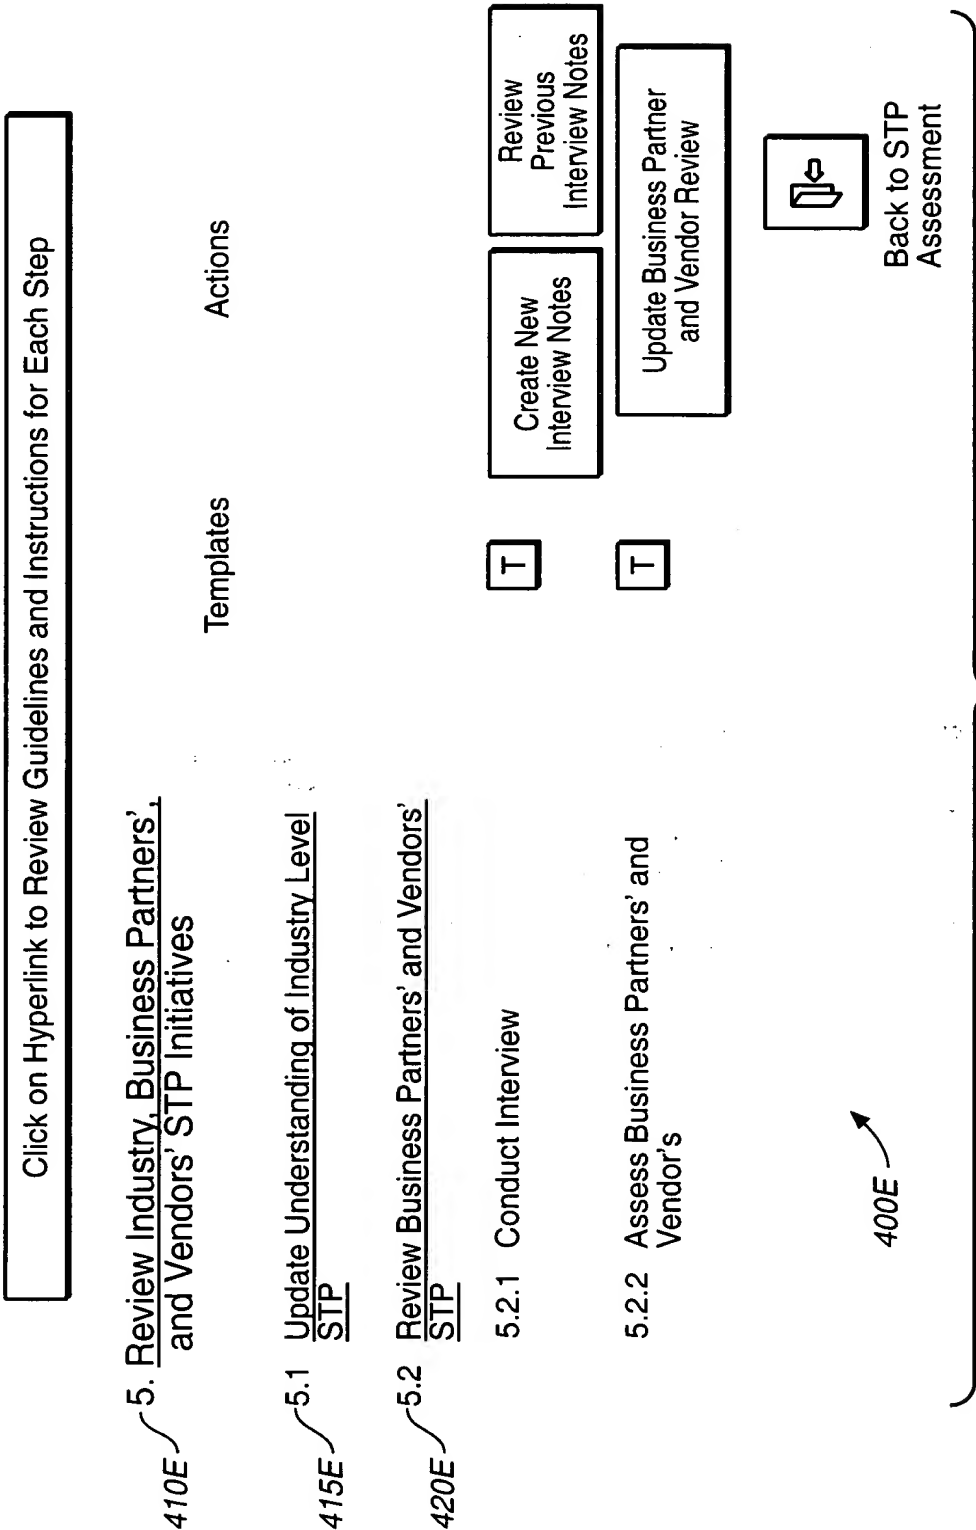 Click on Hyperlink to Review Guidelines and Instructions for Each Step
Templates
Actions
410E
5. Review Industry, Business Partners',
and Vendors' STP Initiatives
415E
5.1 Update Understanding of Industry Level
STP
420E
5.2 Review Business Partners' and Vendors'
STP
5.2.1 Conduct Interview
T
Create New
Interview Notes
Review
Previous
Interview Notes
5.2.2 Assess Business Partners' and
Vendor's
T
Update Business Partner
and Vendor Review
400E
Back to STP
Assessment